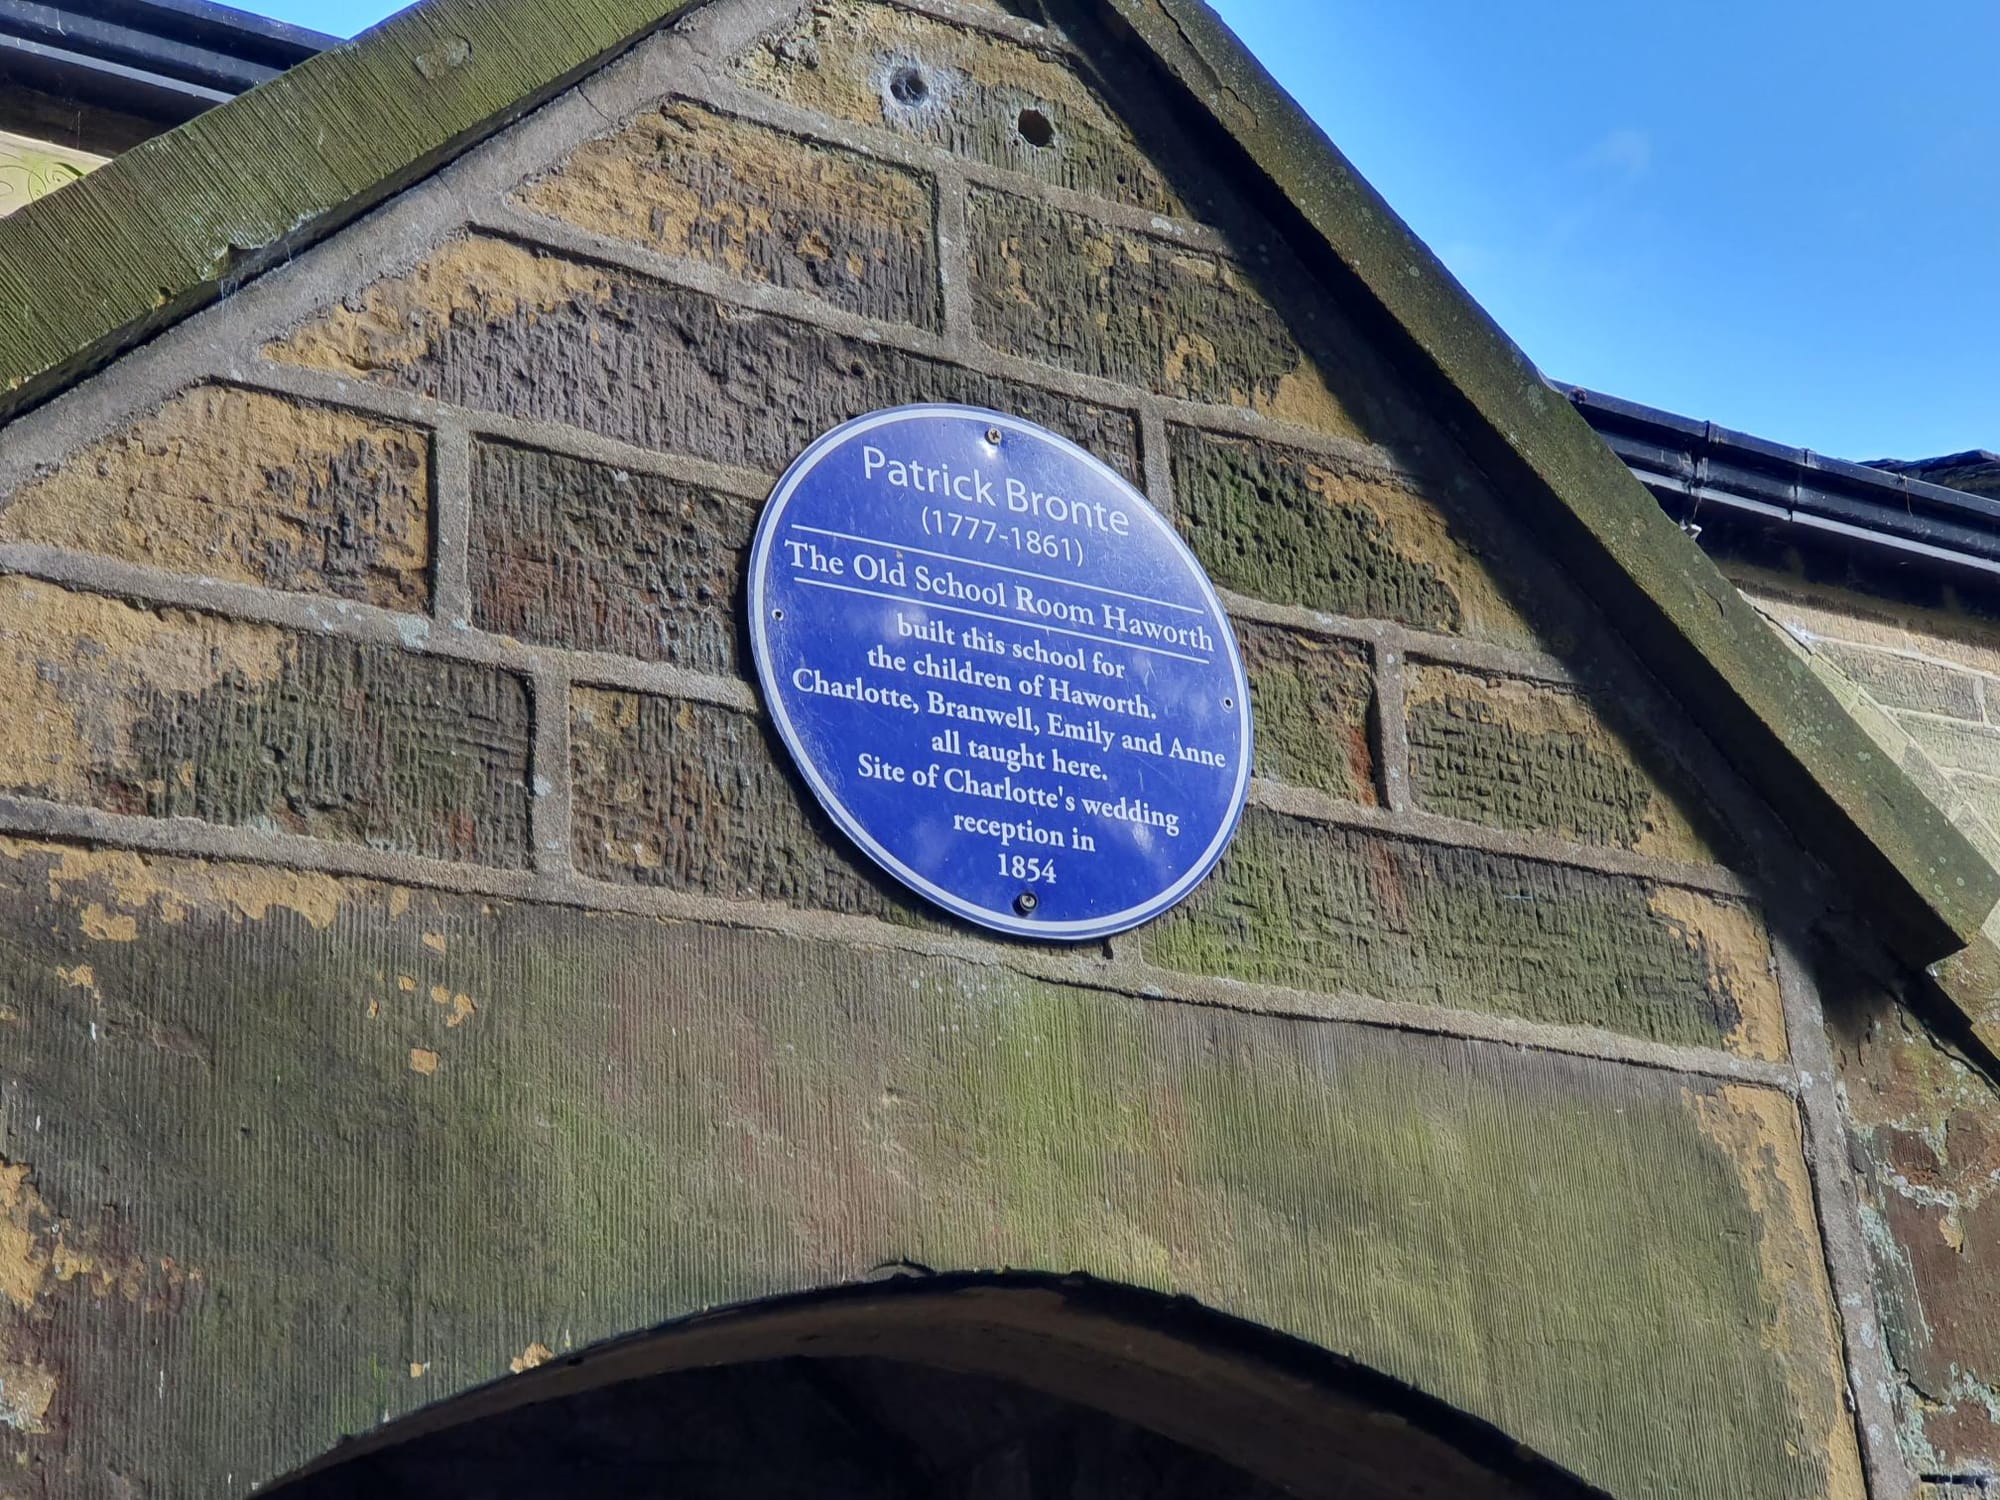 Patrick Bronte
(1777-1861)
The Old School Room Haworth
built this school for
the children of Haworth.
Charlotte, Branwell, Emily and Anne
all taught here.
Site of Charlotte's wedding
reception in
1854